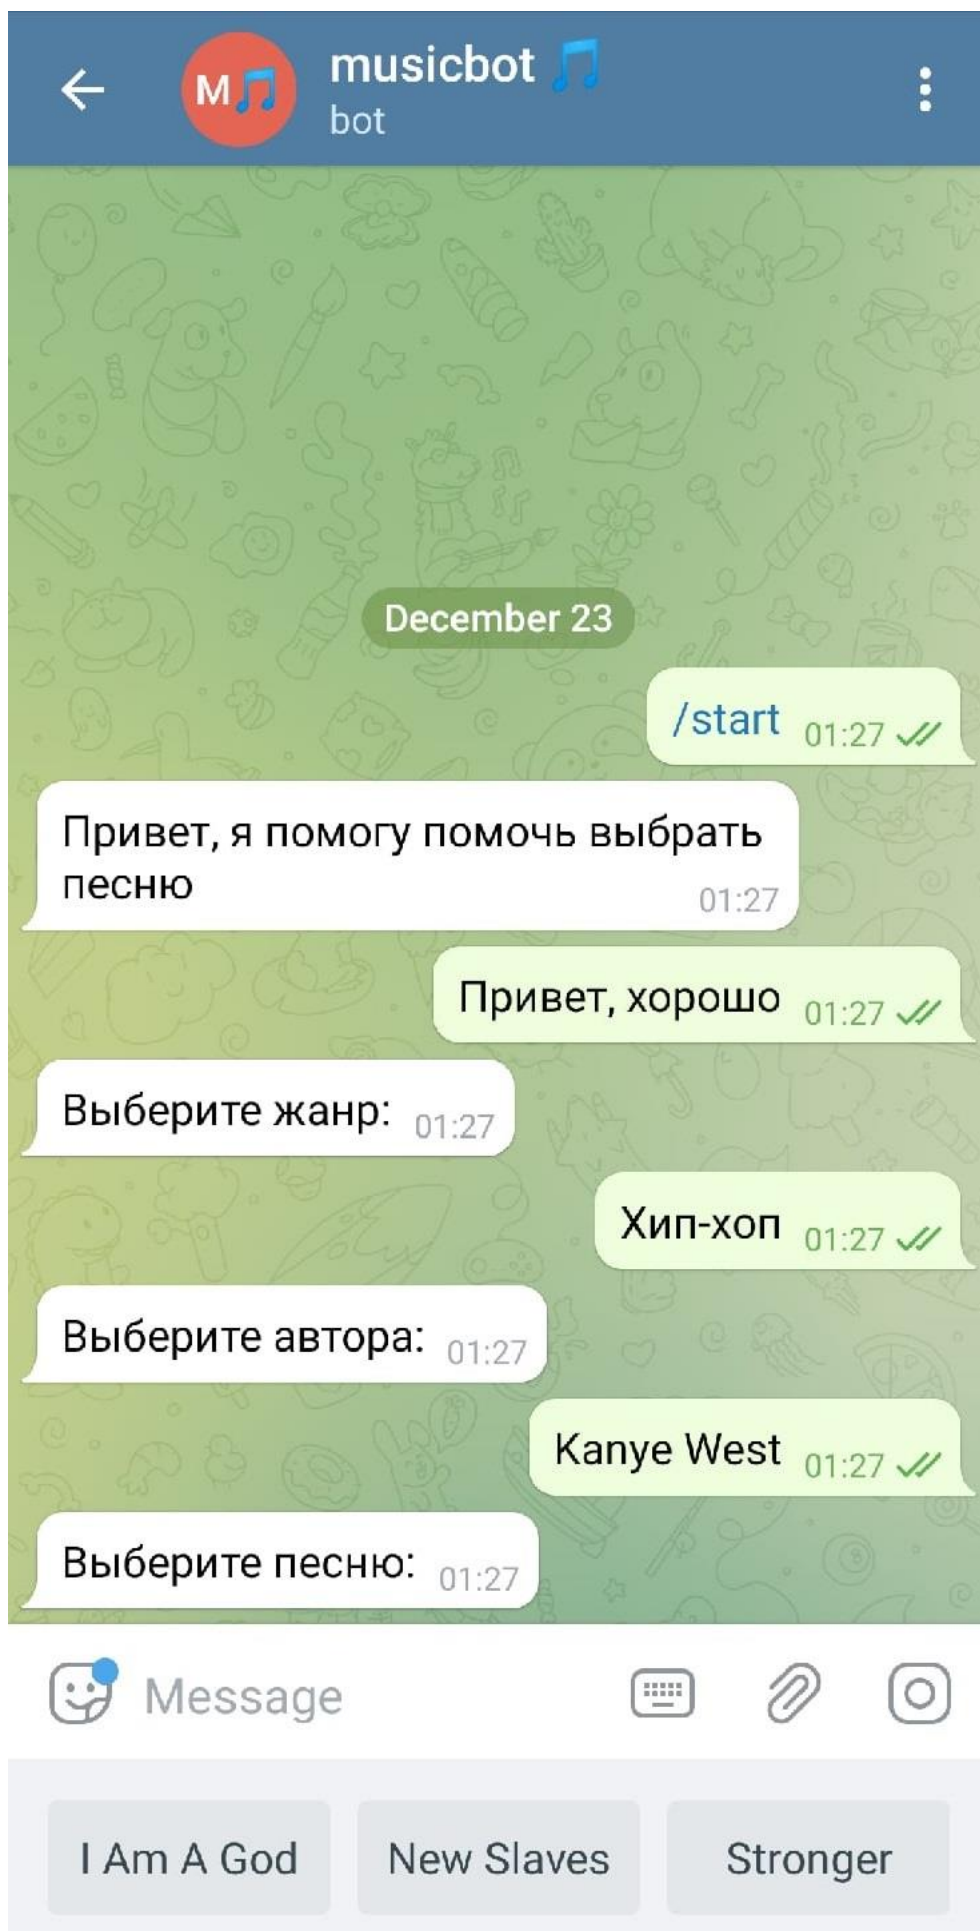 M🎵
musicbot 🎵
bot
December 23
/start 01:27
Привет, я помогу помочь выбрать
песню 01:27
Привет, хорошо 01:27
Выберите жанр: 01:27
Хип-хоп 01:27
Выберите автора: 01:27
Kanye West 01:27
Выберите песню: 01:27
Message
I Am A God
New Slaves
Stronger